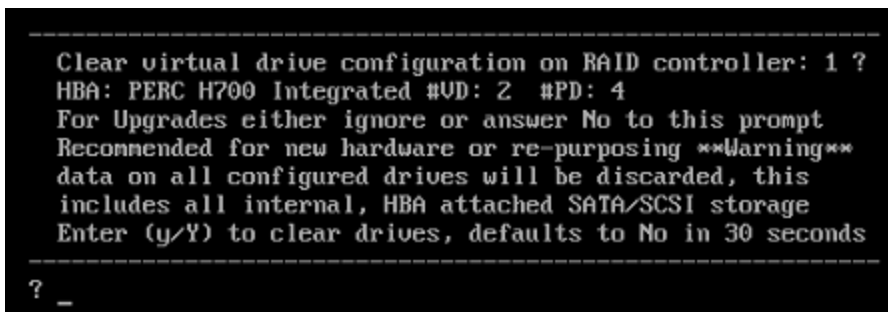 ------------------------------------------------------------
Clear virtual drive configuration on RAID controller: 1 ?
HBA: PERC H700 Integrated #VD: 2  #PD: 4
For Upgrades either ignore or answer No to this prompt
Recommended for new hardware or re-purposing **Warning**
data on all configured drives will be discarded, this
includes all internal, HBA attached SATA/SCSI storage
Enter (y/Y) to clear drives, defaults to No in 30 seconds
------------------------------------------------------------
? _